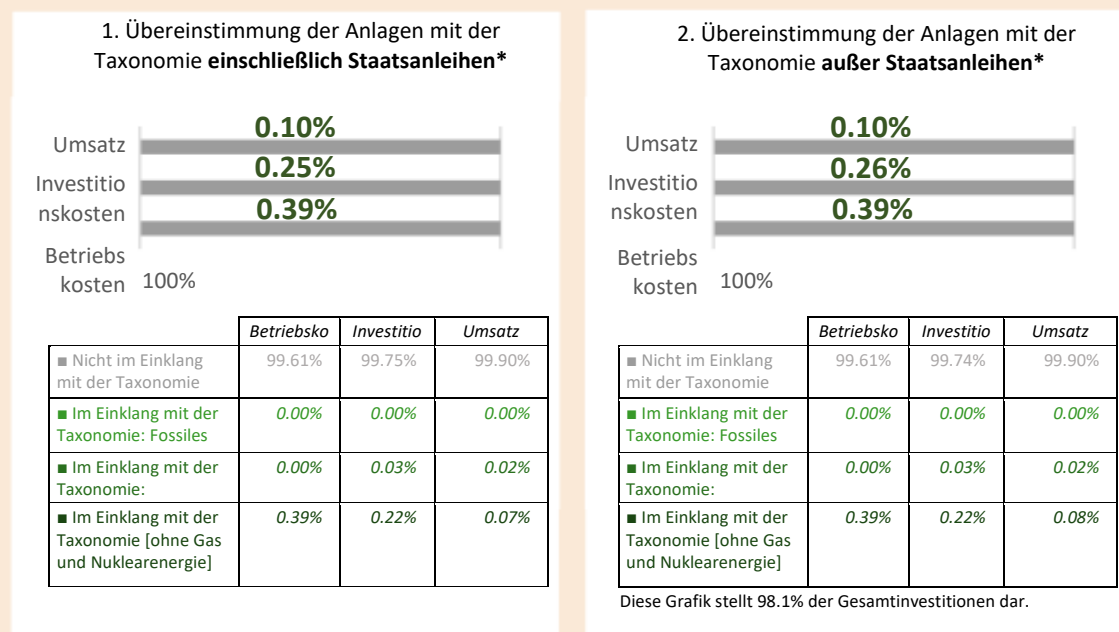 1. Übereinstimmung der Anlagen mit der
Taxonomie einschließlich Staatsanleihen*
0.10%
Umsatz
0.25%
Investitio
nskosten
0.39%
Betriebs
kosten
100%
Betriebsko Investitio Umsatz
■ Nicht im Einklang 99.61% 99.75% 99.90%
mit der Taxonomie
■ Im Einklang mit der 0.00% 0.00% 0.00%
Taxonomie: Fossiles
■ Im Einklang mit der 0.00% 0.03% 0.02%
Taxonomie:
■ Im Einklang mit der 0.39% 0.22% 0.07%
Taxonomie [ohne Gas
und Nuklearenergie]
2. Übereinstimmung der Anlagen mit der
Taxonomie außer Staatsanleihen*
0.10%
Umsatz
0.26%
Investitio
nskosten
0.39%
Betriebs
kosten
100%
Betriebsko Investitio Umsatz
■ Nicht im Einklang 99.61% 99.74% 99.90%
mit der Taxonomie
■ Im Einklang mit der 0.00% 0.00% 0.00%
Taxonomie: Fossiles
■ Im Einklang mit der 0.00% 0.03% 0.02%
Taxonomie:
■ Im Einklang mit der 0.39% 0.22% 0.08%
Taxonomie [ohne Gas
und Nuklearenergie]
Diese Grafik stellt 98.1% der Gesamtinvestitionen dar.